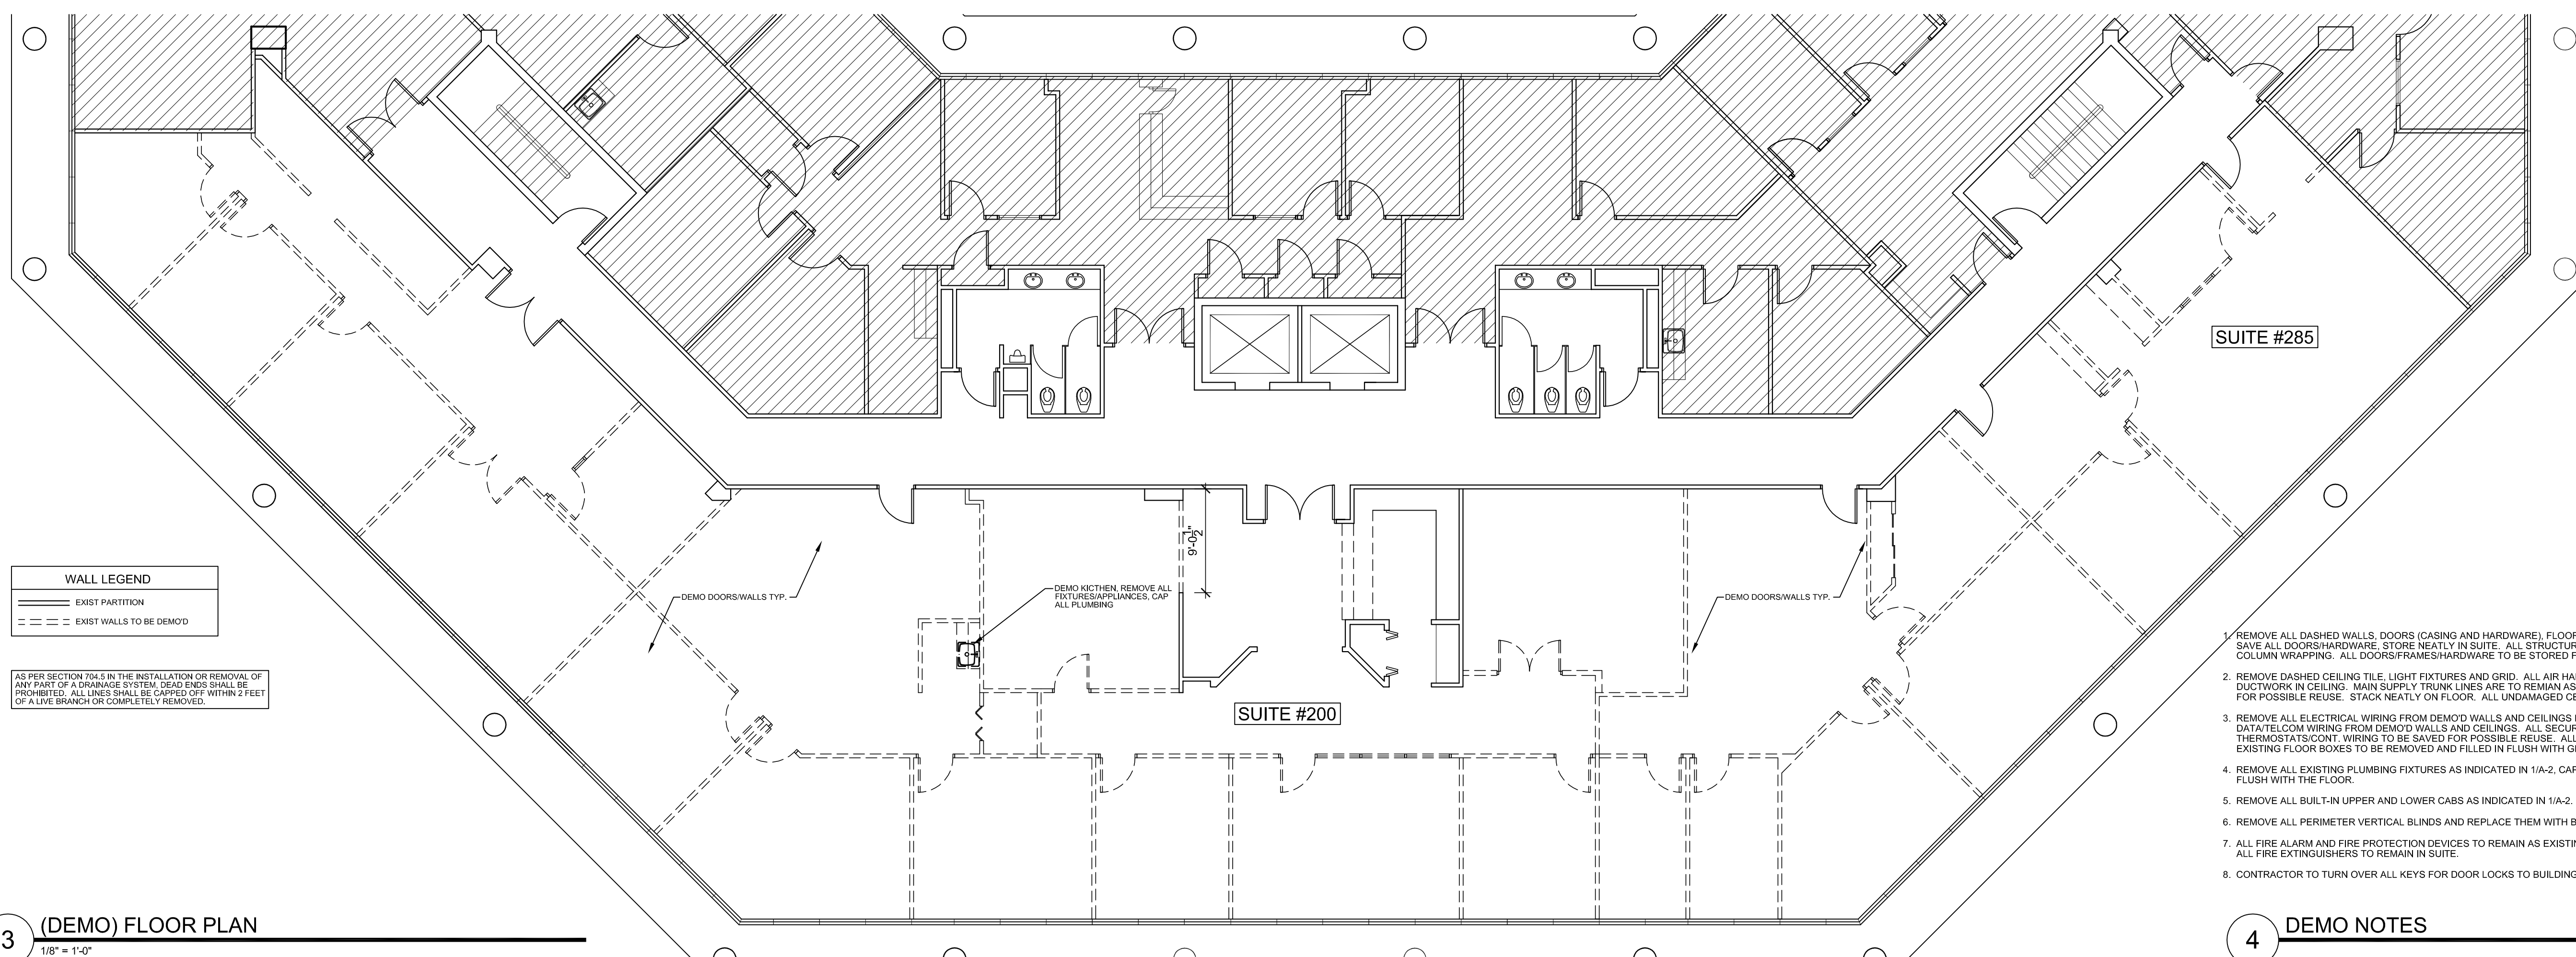 SUITE #285
9'-0 1/2"
WALL LEGEND
EXIST PARTITION
EXIST WALLS TO BE DEMO'D
AS PER SECTION 704.5 IN THE INSTALLATION OR REMOVAL OF
ANY PART OF A DRAINAGE SYSTEM, DEAD ENDS SHALL BE
PROHIBITED. ALL LINES SHALL BE CAPPED OFF WITHIN 2 FEET
OF A LIVE BRANCH OR COMPLETELY REMOVED.
DEMO DOORS/WALLS TYP.
DEMO KICTHEN, REMOVE ALL
FIXTURES/APPLIANCES, CAP
ALL PLUMBING
DEMO DOORS/WALLS TYP.
SUITE #200
1. REMOVE ALL DASHED WALLS, DOORS (CASING AND HARDWARE), FLOOR
SAVE ALL DOORS/HARDWARE, STORE NEATLY IN SUITE. ALL STRUCTUR
COLUMN WRAPPING. ALL DOORS/FRAMES/HARDWARE TO BE STORED F
2. REMOVE DASHED CEILING TILE, LIGHT FIXTURES AND GRID. ALL AIR HA
DUCTWORK IN CEILING. MAIN SUPPLY TRUNK LINES ARE TO REMIAN AS
FOR POSSIBLE REUSE. STACK NEATLY ON FLOOR. ALL UNDAMAGED CE
3. REMOVE ALL ELECTRICAL WIRING FROM DEMO'D WALLS AND CEILINGS
DATA/TELCOM WIRING FROM DEMO'D WALLS AND CEILINGS. ALL SECUR
THERMOSTATS/CONT. WIRING TO BE SAVED FOR POSSIBLE REUSE. ALL
EXISTING FLOOR BOXES TO BE REMOVED AND FILLED IN FLUSH WITH G
4. REMOVE ALL EXISTING PLUMBING FIXTURES AS INDICATED IN 1/A-2, CAP
FLUSH WITH THE FLOOR.
5. REMOVE ALL BUILT-IN UPPER AND LOWER CABS AS INDICATED IN 1/A-2.
6. REMOVE ALL PERIMETER VERTICAL BLINDS AND REPLACE THEM WITH B
7. ALL FIRE ALARM AND FIRE PROTECTION DEVICES TO REMAIN AS EXISTIN
ALL FIRE EXTINGUISHERS TO REMAIN IN SUITE.
8. CONTRACTOR TO TURN OVER ALL KEYS FOR DOOR LOCKS TO BUILDING
3 (DEMO) FLOOR PLAN
1/8" = 1'-0"
4 DEMO NOTES